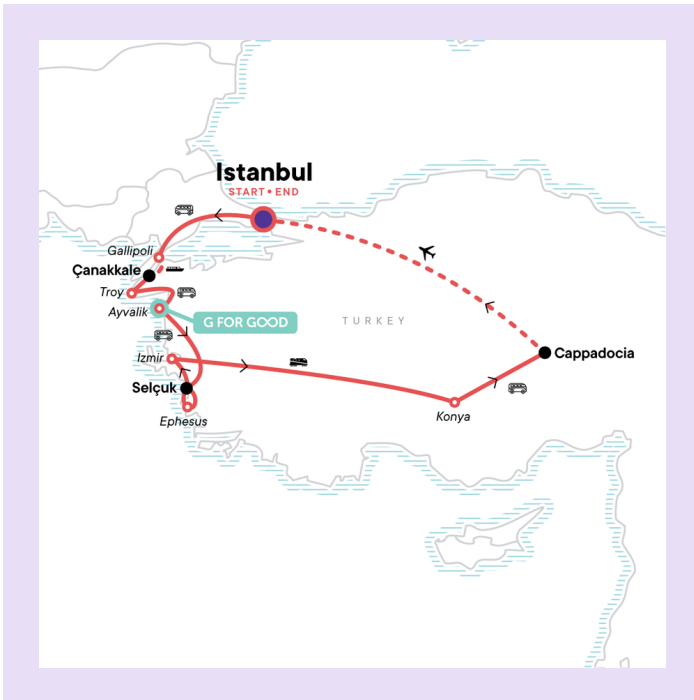 Istanbul
START • END
Gallipoli
Çanakkale
Troy
Ayvalik
G FOR GOOD
TURKEY
Izmir
Cappadocia
Selçuk
Konya
Ephesus